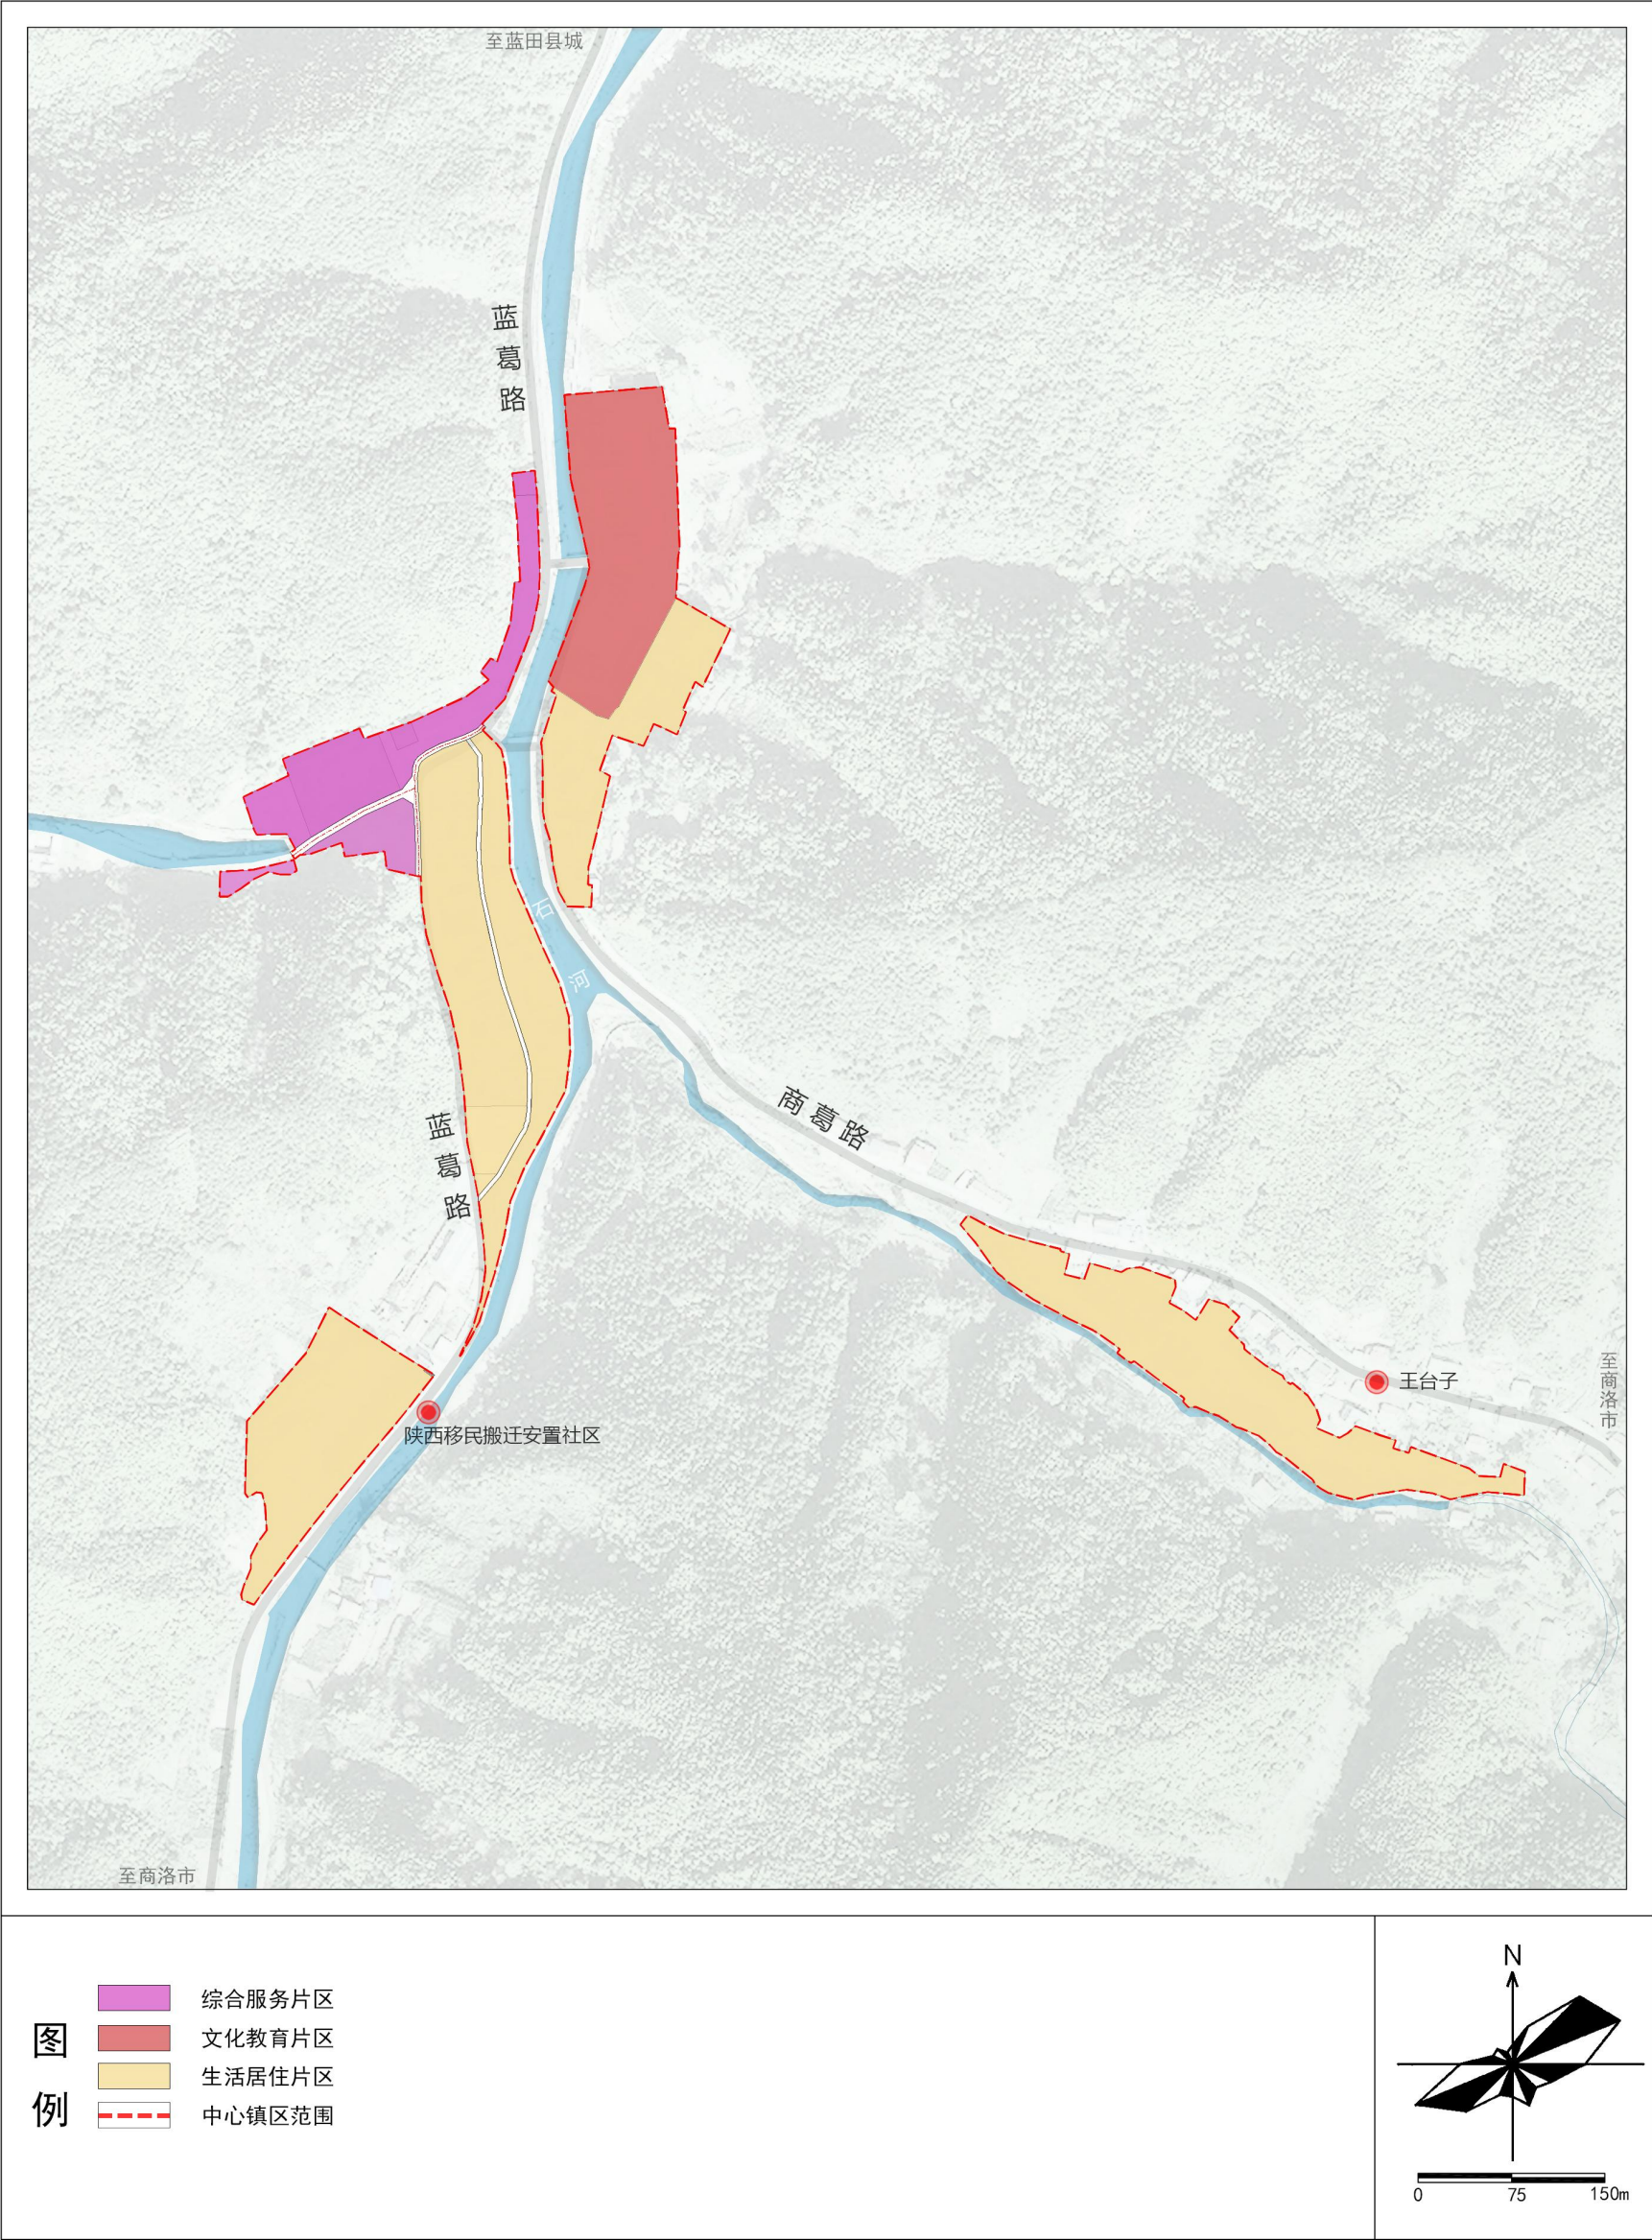 至蓝田县城
蓝葛路
石河
蓝葛路
商葛路
王台子
至商洛市
陕西移民搬迁安置社区
至商洛市
图例
综合服务片区
文化教育片区
生活居住片区
中心镇区范围
N
0 75 150m